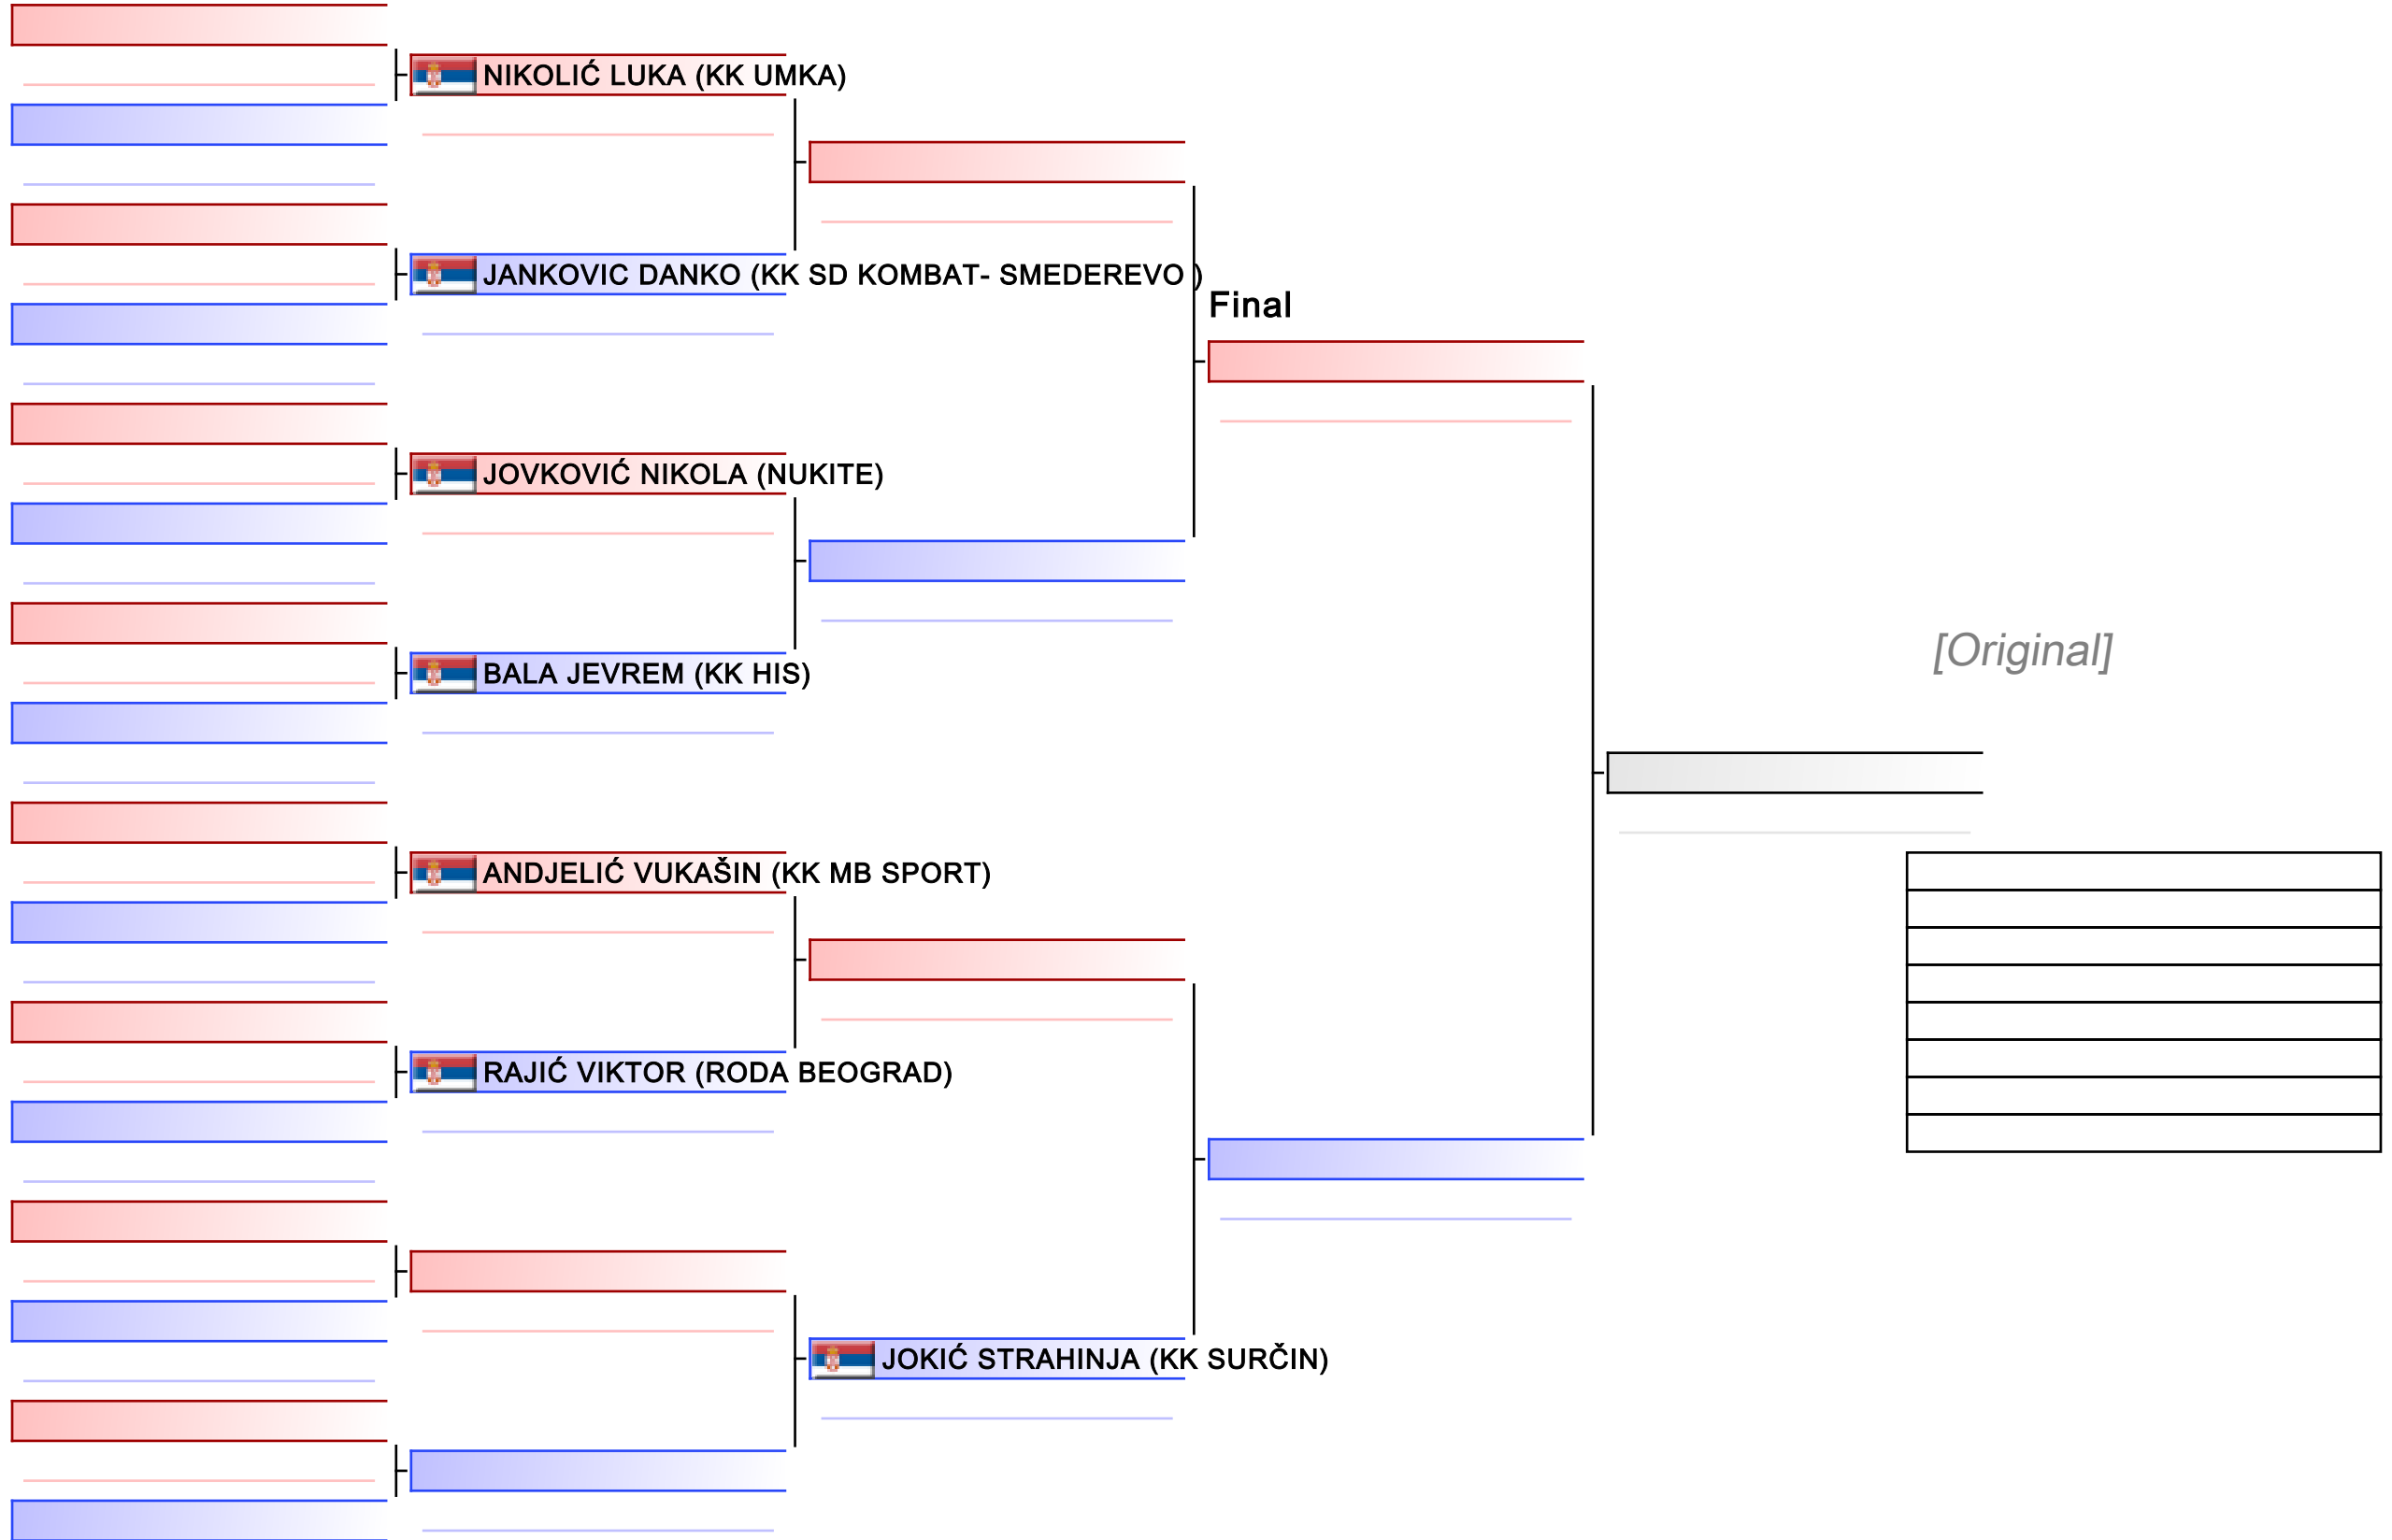 NIKOLIĆ LUKA (KK UMKA)
JANKOVIC DANKO (KK SD KOMBAT- SMEDEREVO )
Final
JOVKOVIĆ NIKOLA (NUKITE)
[Original]
BALA JEVREM (KK HIS)
ANDJELIĆ VUKAŠIN (KK MB SPORT)
RAJIĆ VIKTOR (RODA BEOGRAD)
JOKIĆ STRAHINJA (KK SURČIN)